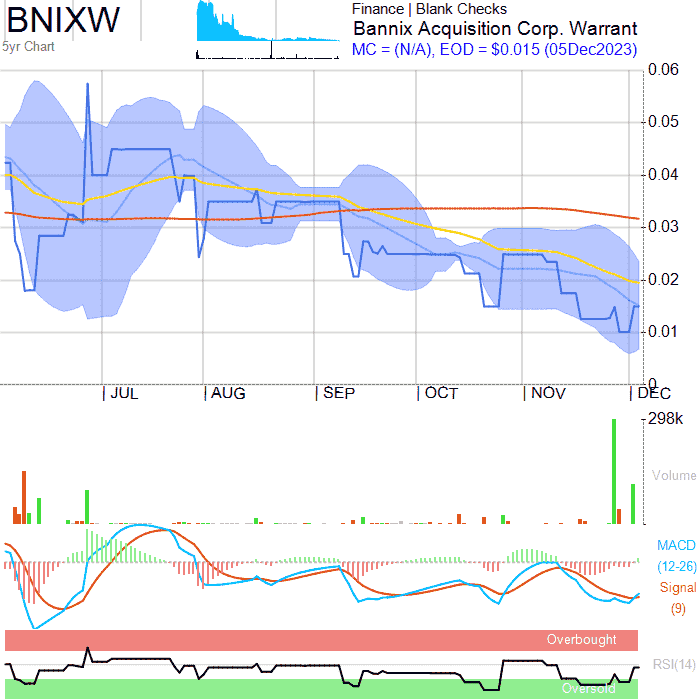 BNIXW
5yr Chart
Finance | Blank Checks
Bannix Acquisition Corp. Warrant
MC = (N/A), EOD = $0.015 (05Dec2023)
0.06
0.05
0.04
0.03
0.02
0.01
0
JUL
AUG
SEP
OCT
NOV
DEC
298k
Volume
MACD
(12-26)
Signal
(9)
Overbought
RSI(14)
Oversold